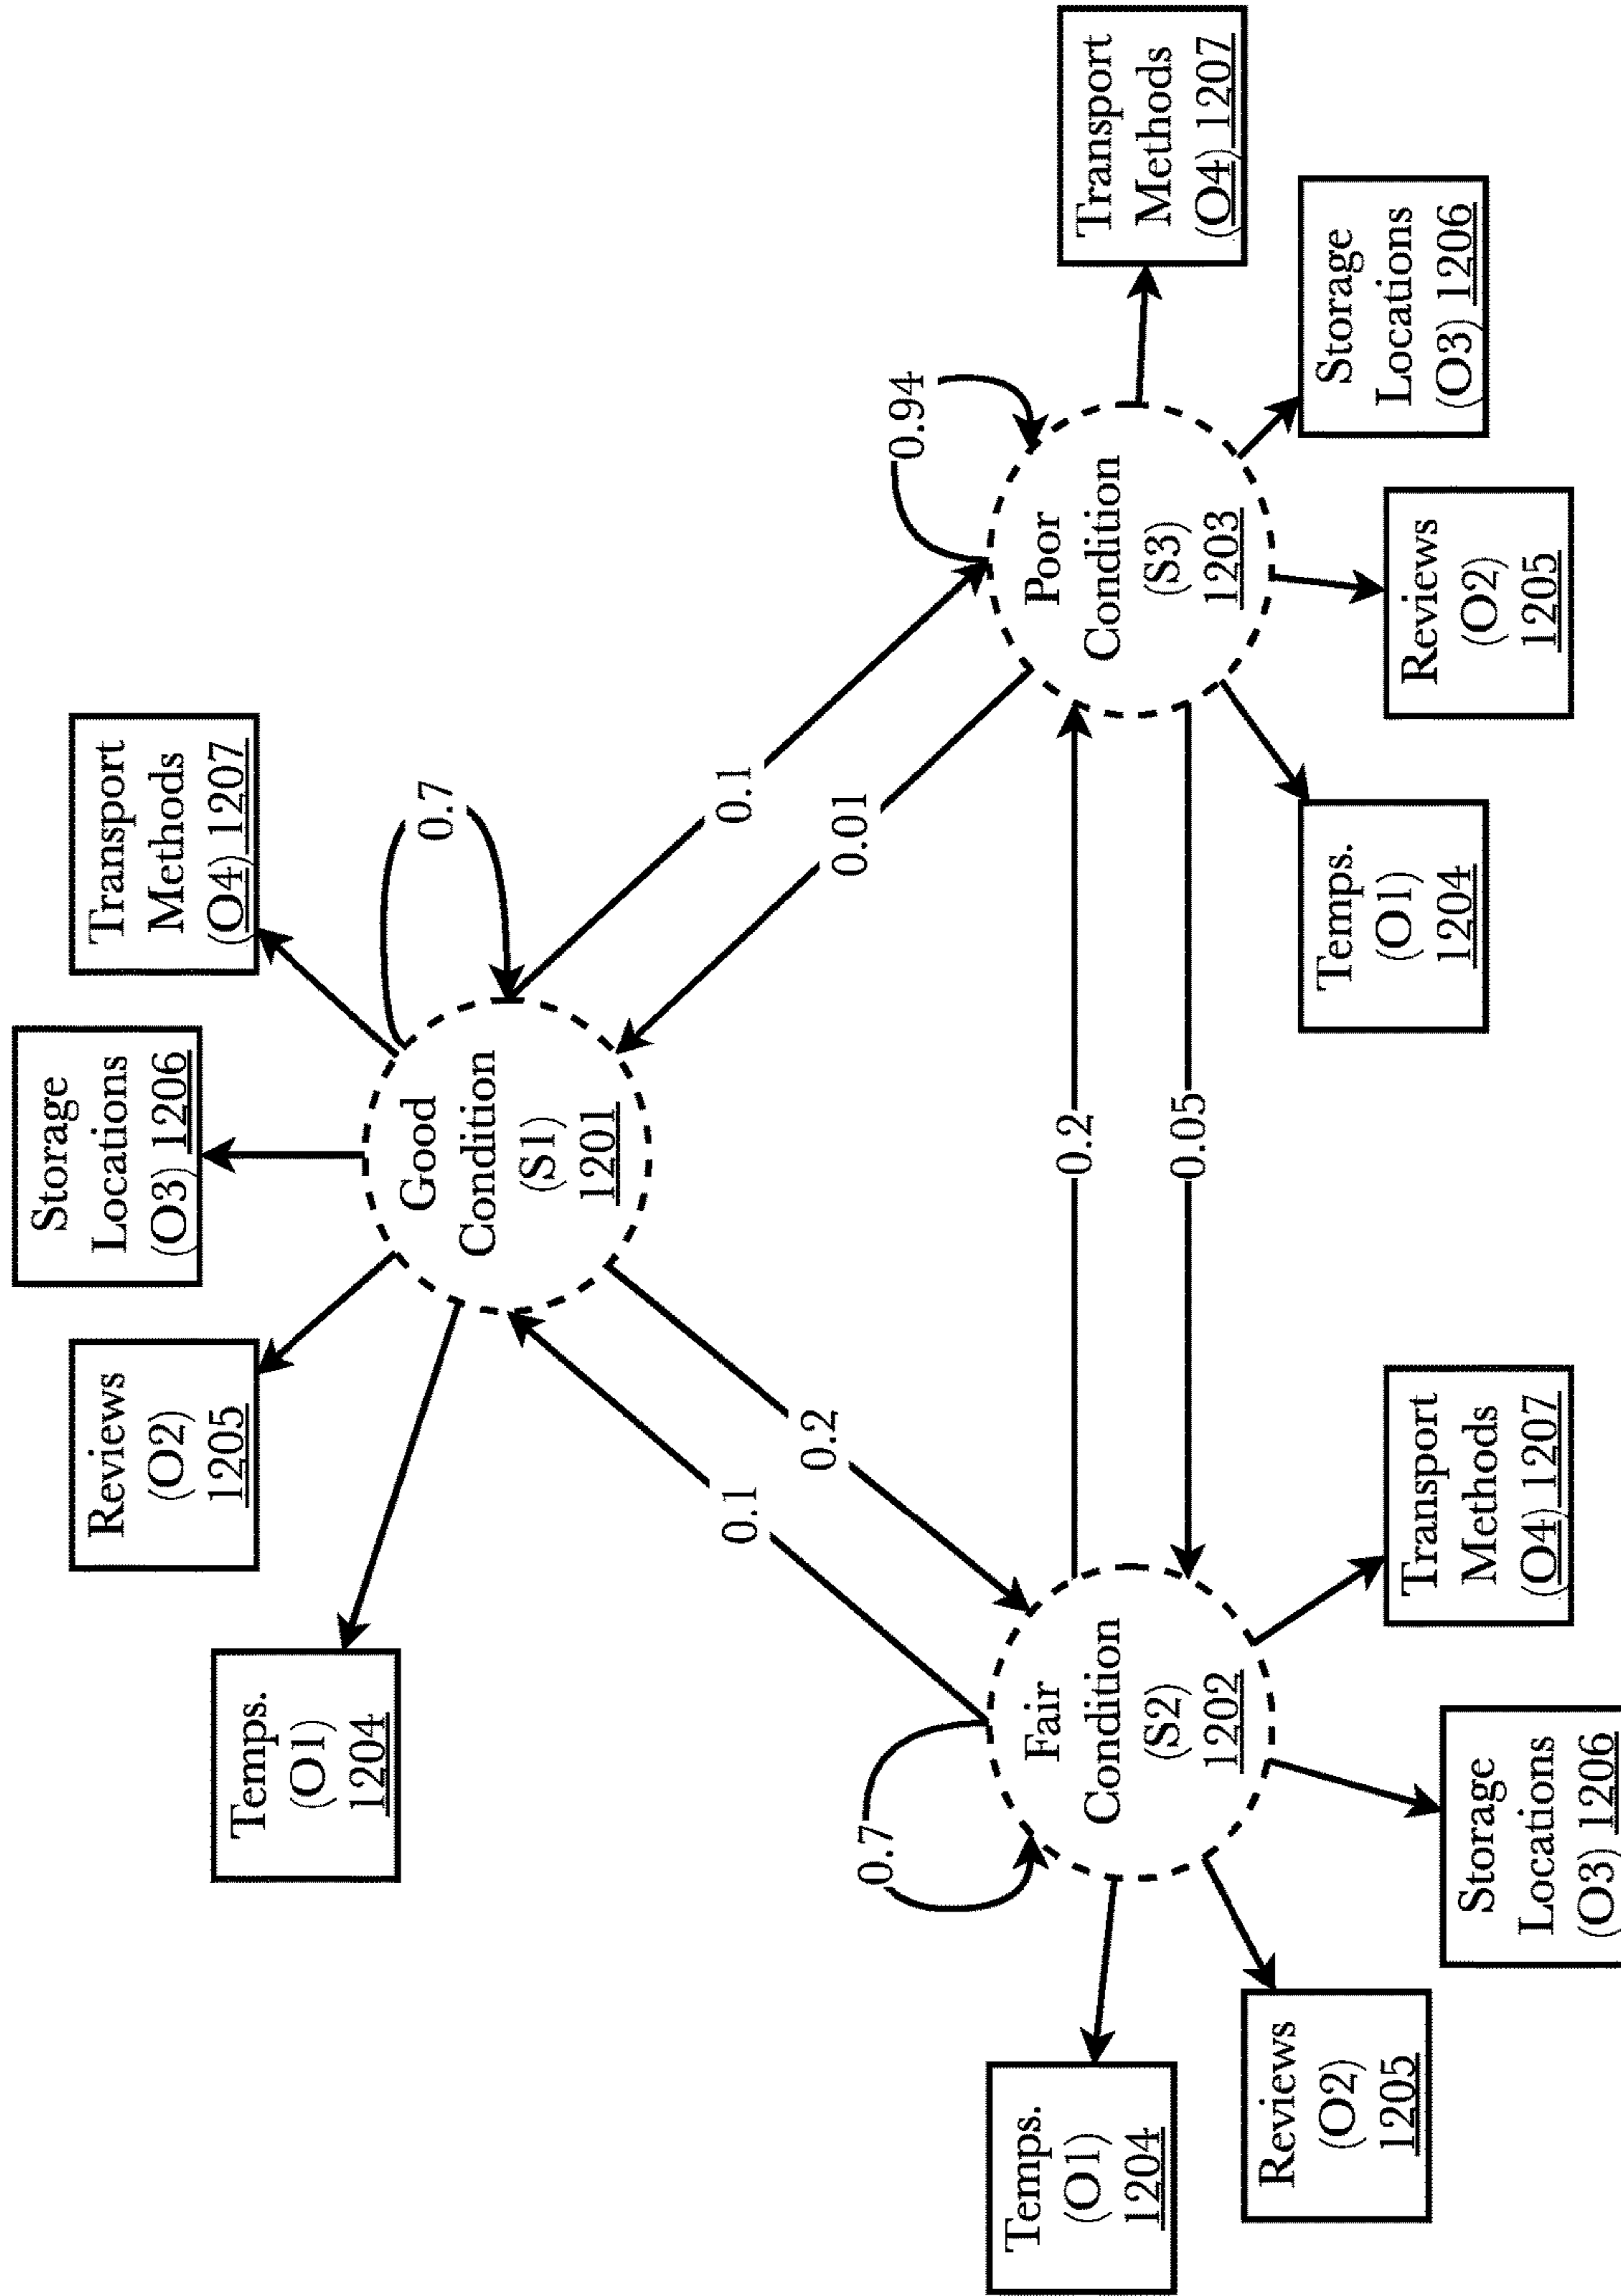 Storage
Locations
(O3) 1206
Reviews
(O2)
1205
Transport
Methods
(O4) 1207
Temps.
(O1)
1204
Good
Condition
(S1)
1201
0.7
0.1
0.2
0.1
0.01
0.7
0.94
Fair
Condition
(S2)
1202
0.2
0.05
Poor
Condition
(S3)
1203
Temps.
(O1)
1204
Reviews
(O2)
1205
Storage
Locations
(O3) 1206
Transport
Methods
(O4) 1207
Temps.
(O1)
1204
Reviews
(O2)
1205
Storage
Locations
(O3) 1206
Transport
Methods
(O4) 1207